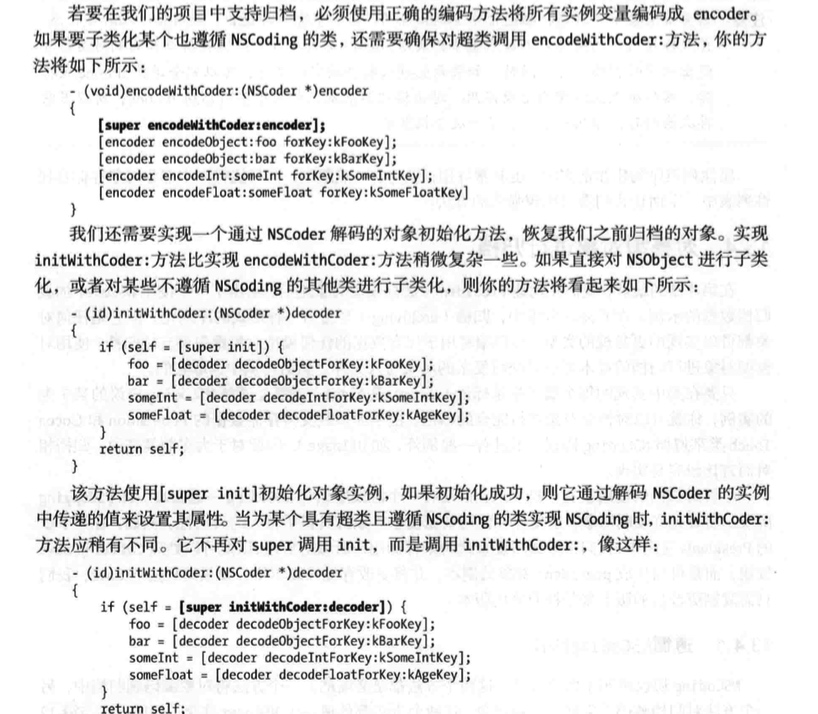 若要在我们的项目中支持归档，必须使用正确的编码方法将所有实例变量编码成 encoder。
如果要子类化某个也遵循 NSCoding 的类，还需要确保对超类调用 encodeWithCoder:方法，你的方
法将如下所示：
- (void)encodeWithCoder:(NSCoder *)encoder
{
[super encodeWithCoder:encoder];
[encoder encodeObject:foo forKey:kFooKey];
[encoder encodeObject:bar forKey:kBarKey];
[encoder encodeInt:someInt forKey:kSomeIntKey];
[encoder encodeFloat:someFloat forKey:kSomeFloatKey]
}
我们还需要实现一个通过 NSCoder 解码的对象初始化方法，恢复我们之前归档的对象。实现
initWithCoder:方法比实现 encodeWithCoder:方法稍微复杂一些。如果直接对 NSObject 进行子类
化，或者对某些不遵循 NSCoding 的其他类进行子类化，则你的方法将看起来如下所示：
- (id)initWithCoder:(NSCoder *)decoder
{
if (self = [super init]) {
foo = [decoder decodeObjectForKey:kFooKey];
bar = [decoder decodeObjectForKey:kBarKey];
someInt = [decoder decodeIntForKey:kSomeIntKey];
someFloat = [decoder decodeFloatForKey:kAgeKey];
}
return self;
}
该方法使用[super init]初始化对象实例，如果初始化成功，则它通过解码 NSCoder 的实例
中传递的值来设置其属性。当为某个具有超类且遵循 NSCoding 的类实现 NSCoding 时，initWithCoder:
方法应稍有不同。它不再对 super 调用 init，而是调用 initWithCoder:，像这样：
- (id)initWithCoder:(NSCoder *)decoder
{
if (self = [super initWithCoder:decoder]) {
foo = [decoder decodeObjectForKey:kFooKey];
bar = [decoder decodeObjectForKey:kBarKey];
someInt = [decoder decodeIntForKey:kSomeIntKey];
someFloat = [decoder decodeFloatForKey:kAgeKey];
}
return self;